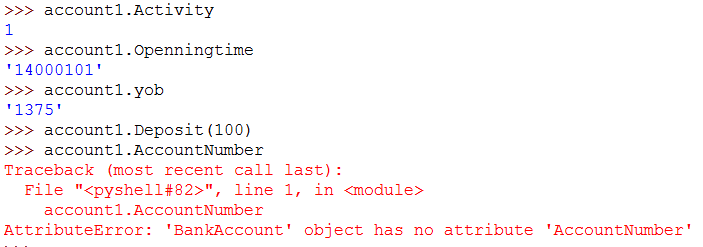 >>> account1.Activity
1
>>> account1.Openningtime
'14000101'
>>> account1.yob
'1375'
>>> account1.Deposit(100)
>>> account1.AccountNumber
Traceback (most recent call last):
  File "<pyshell#82>", line 1, in <module>
    account1.AccountNumber
AttributeError: 'BankAccount' object has no attribute 'AccountNumber'